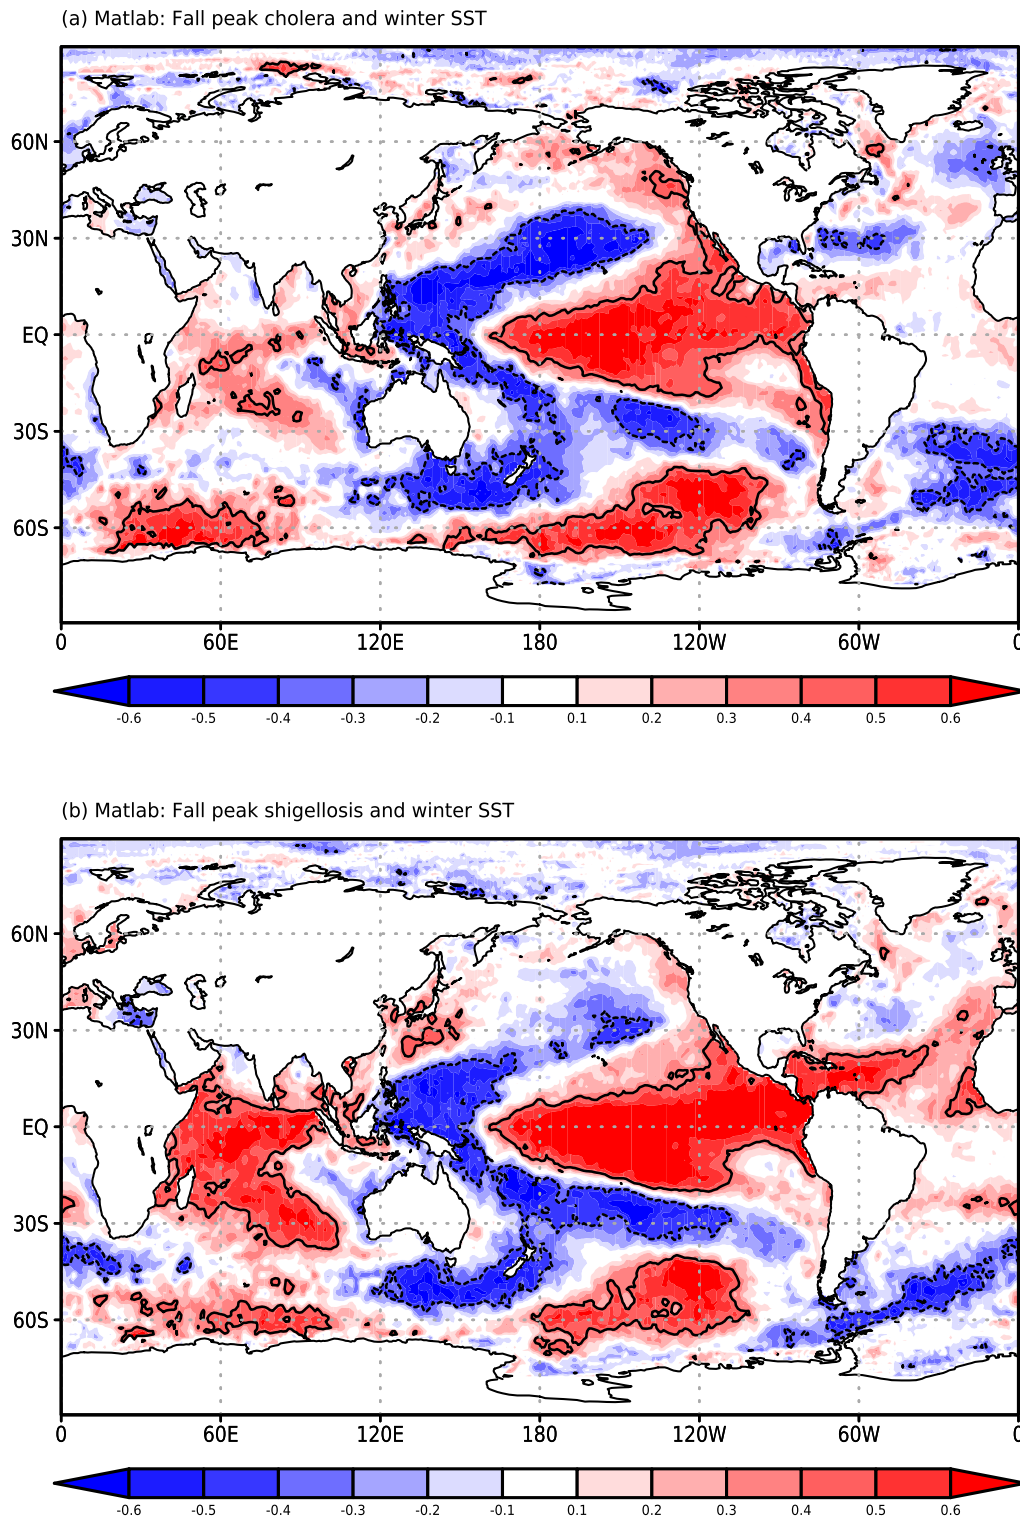 (a) Matlab: Fall peak cholera and winter SST
60N
30N
EQ
30S
60S
0 60E 120E 180 120W 60W 0
-0.6 -0.5 -0.4 -0.3 -0.2 -0.1 0.1 0.2 0.3 0.4 0.5 0.6
(b) Matlab: Fall peak shigellosis and winter SST
60N
30N
EQ
30S
60S
0 60E 120E 180 120W 60W 0
-0.6 -0.5 -0.4 -0.3 -0.2 -0.1 0.1 0.2 0.3 0.4 0.5 0.6